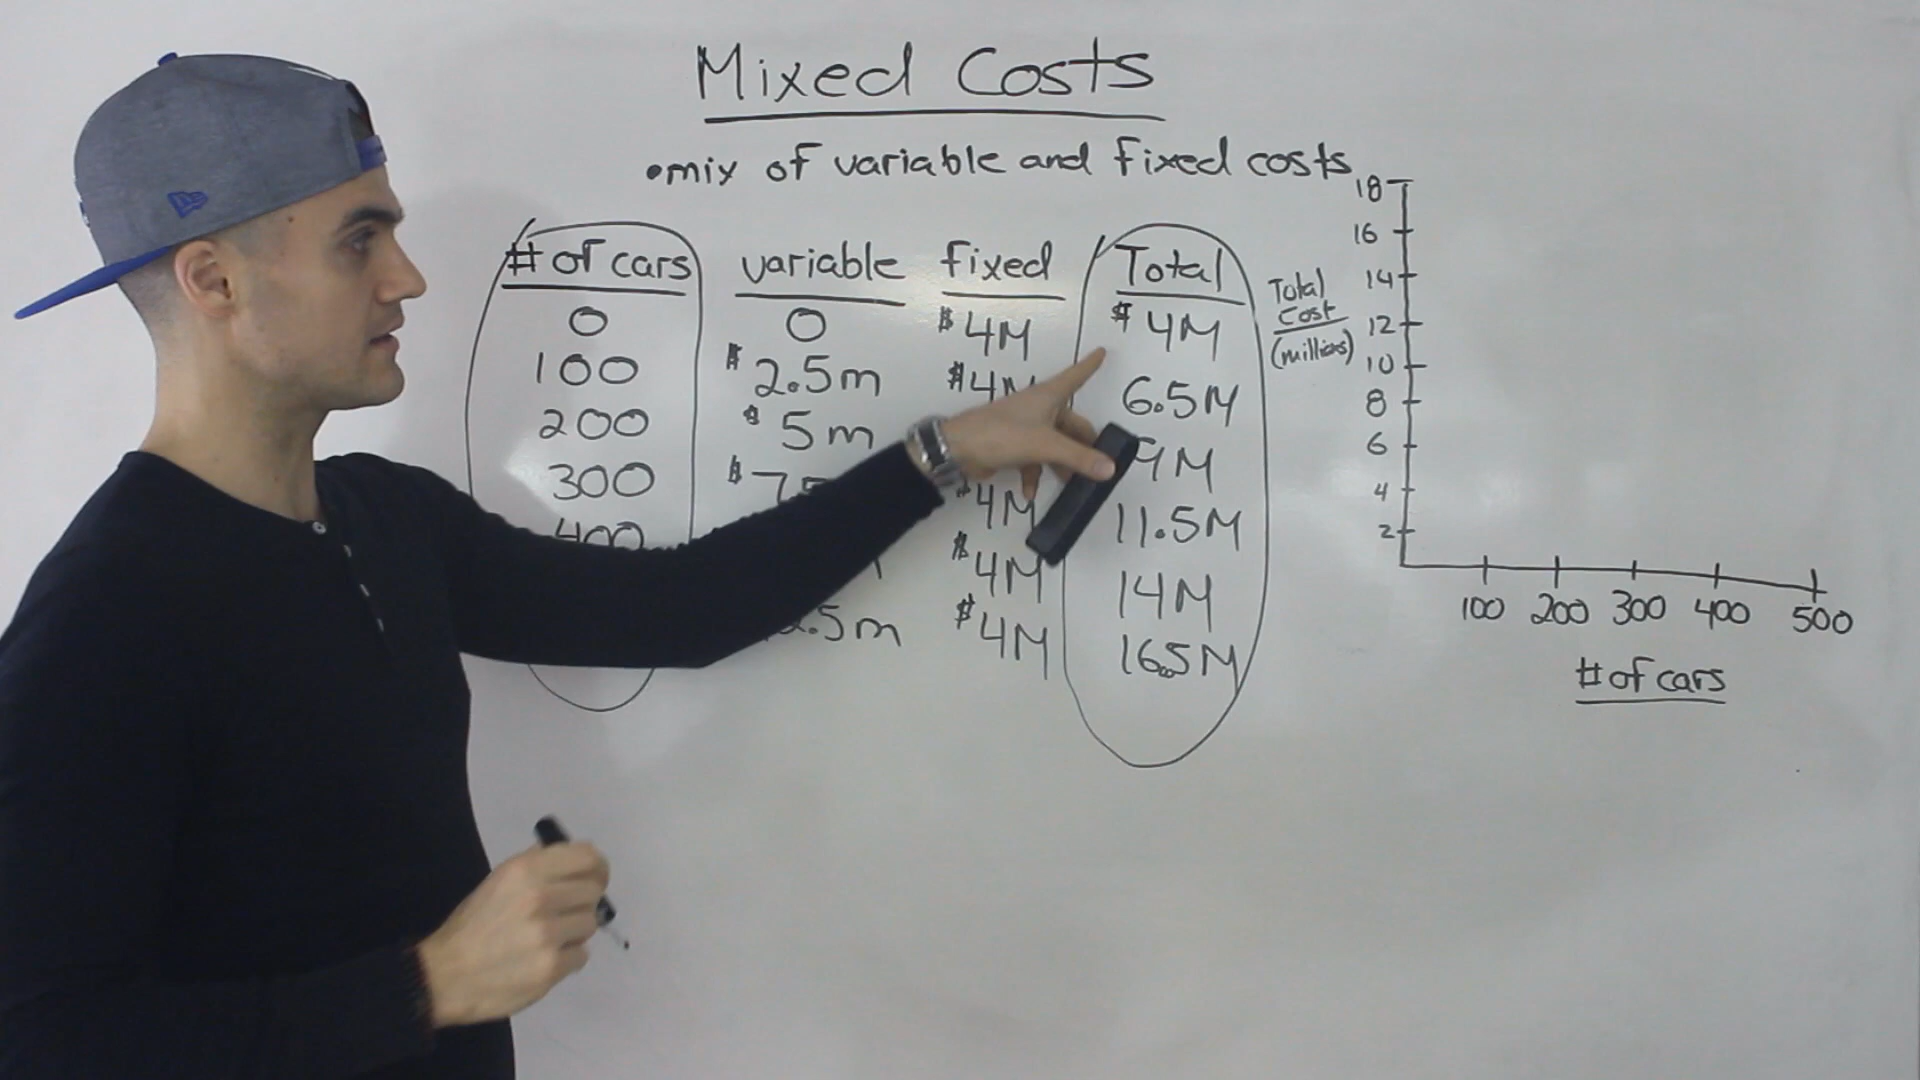 Mixed Costs
• mix of variable and fixed costs
# of cars variable fixed Total
0 0 $4M $4M
100 $2.5m $4M 6.5M
200 $5m 9M
300 $7.5 $4M 11.5M
400 $4M 14M
2.5m $4M 16.5M
Total
Cost
(millions)
18
16
14
12
10
8
6
4
2
100 200 300 400 500
# of cars